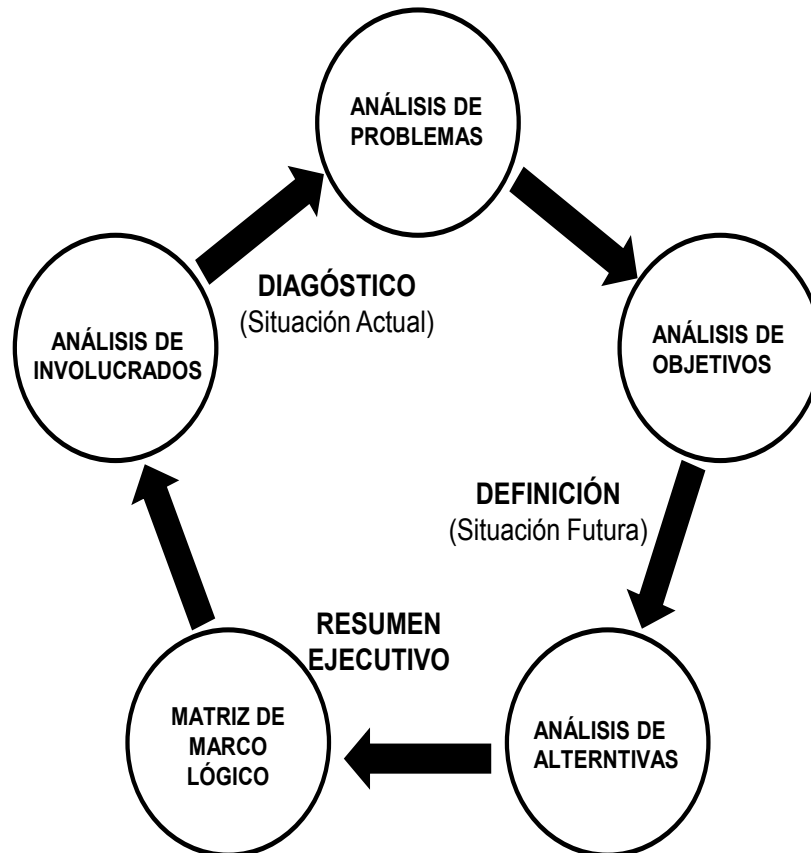 ANÁLISIS DE
PROBLEMAS
DIAGÓSTICO
(Situación Actual)
ANÁLISIS DE
INVOLUCRADOS
ANÁLISIS DE
OBJETIVOS
DEFINICIÓN
(Situación Futura)
RESUMEN
EJECUTIVO
MATRIZ DE
MARCO
LÓGICO
ANÁLISIS DE
ALTERNTIVAS